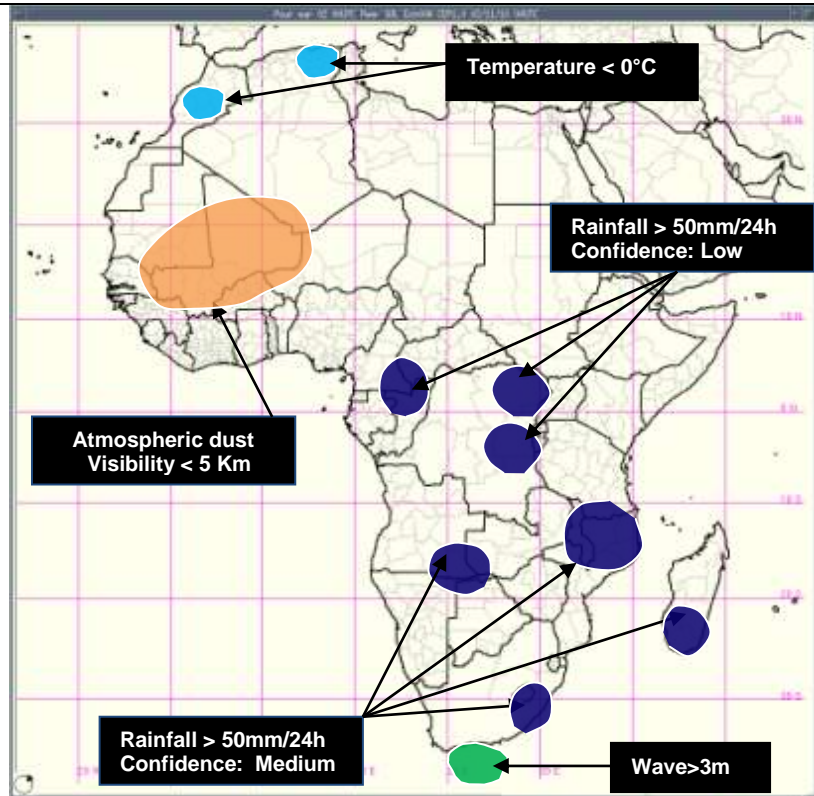 Temperature < 0°C
Rainfall > 50mm/24h
Confidence: Low
Atmospheric dust
Visibility < 5 Km
Rainfall > 50mm/24h
Confidence: Medium
Wave>3m